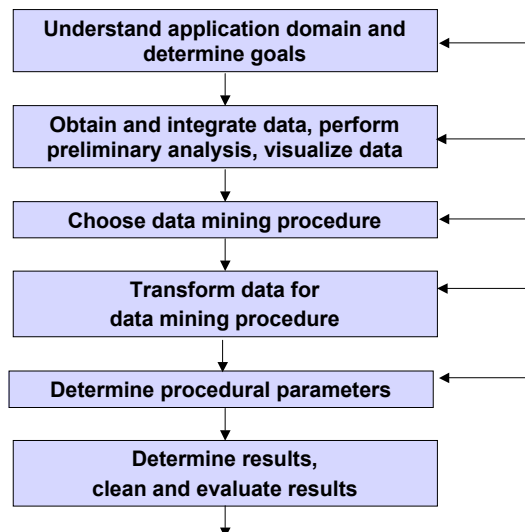 Understand application domain and
determine goals
Obtain and integrate data, perform
preliminary analysis, visualize data
Choose data mining procedure
Transform data for
data mining procedure
Determine procedural parameters
Determine results,
clean and evaluate results